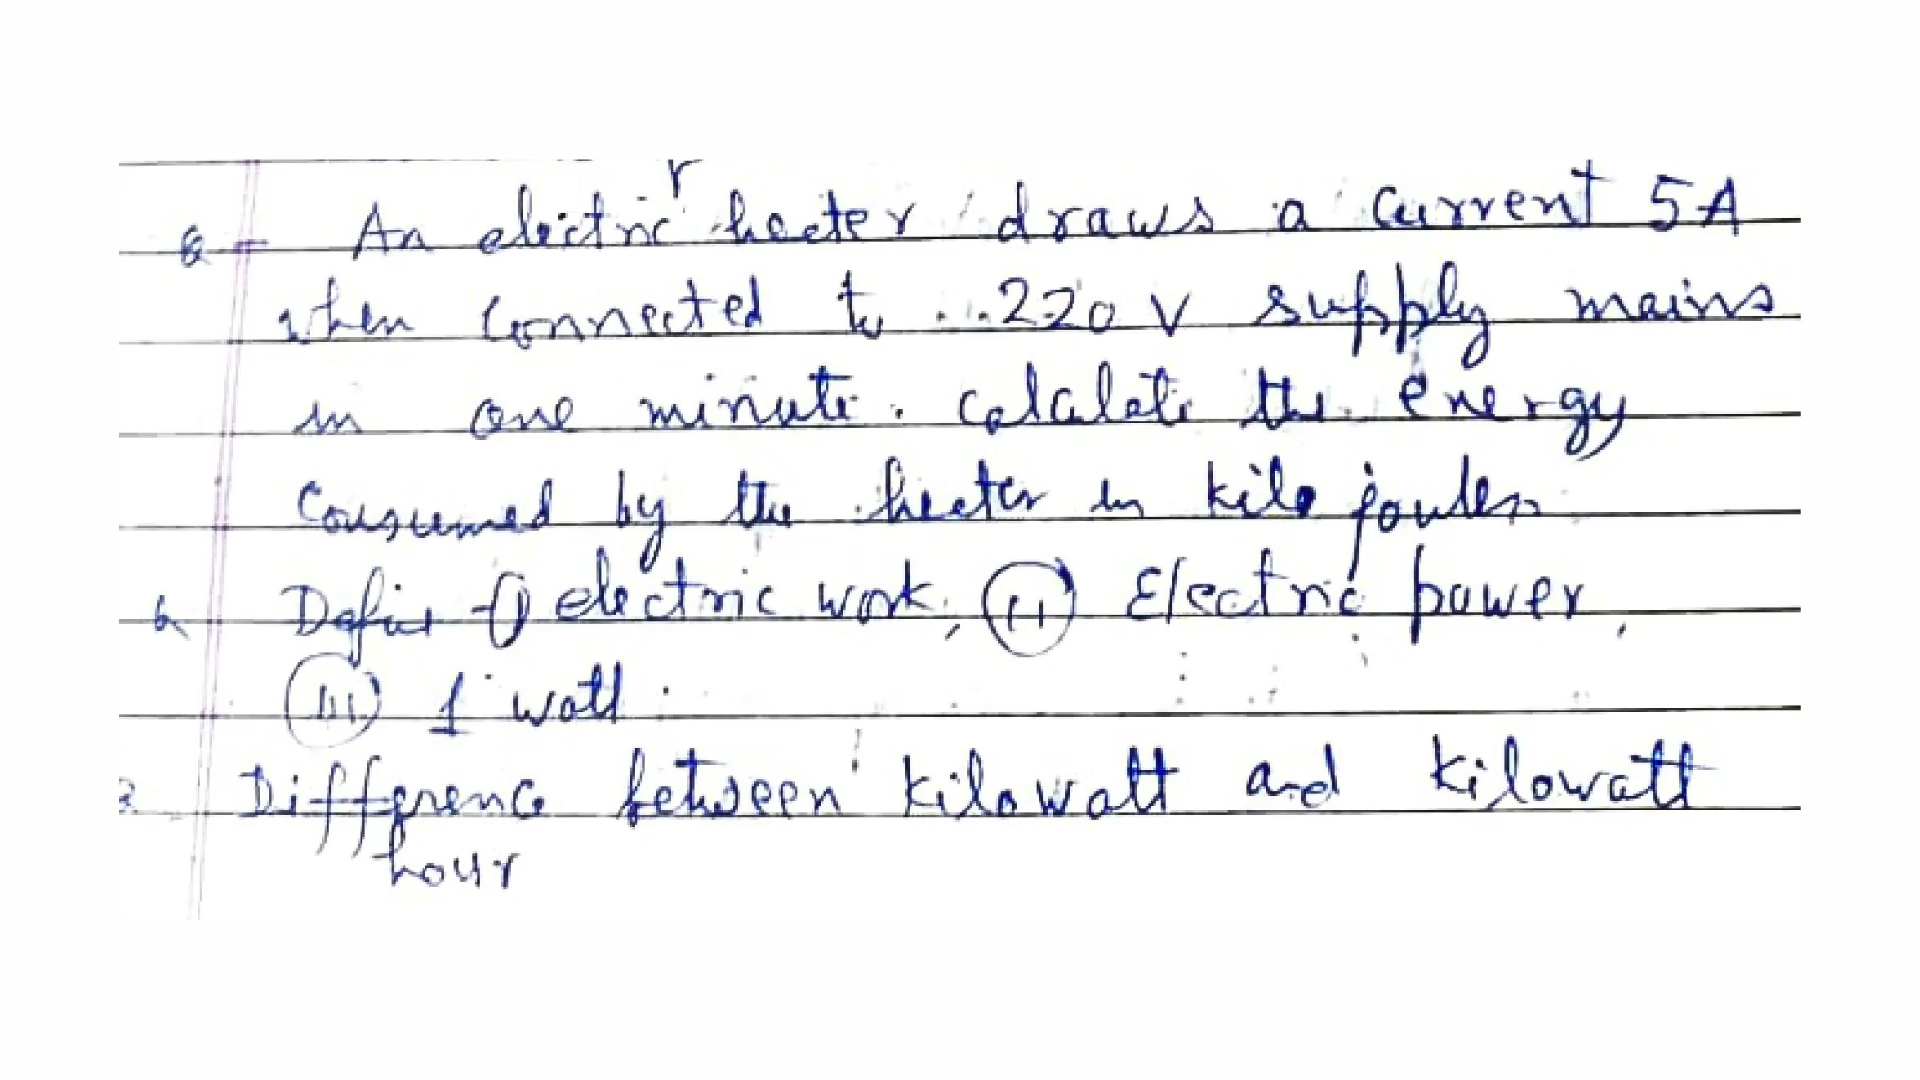 r
Q- An electric heeter draws a current 5A
when connected to ...220 V supply mains
in one minute. Calculate the energy
consumed by the heeter in kilo joules
b Define (i) electric work, (ii) Electric power,
(iii) 1 watt
Difference between kilowatt and kilowatt
hour